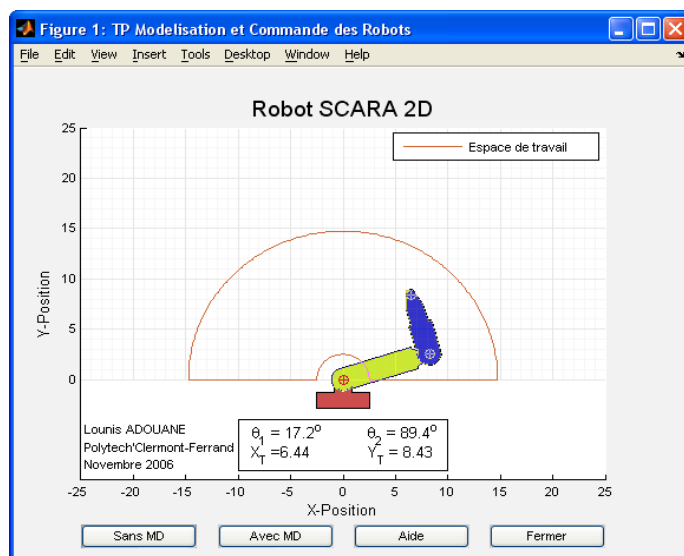 Figure 1: TP Modelisation et Commande des Robots
File Edit View Insert Tools Desktop Window Help
Robot SCARA 2D
Espace de travail
25
20
15
10
5
0
-5
-10
-25 -20 -15 -10 -5 0 5 10 15 20 25
Y-Position
X-Position
Lounis ADOUANE
Polytech'Clermont-Ferrand
Novembre 2006
θ1 = 17.2° θ2 = 89.4°
XT =6.44 YT = 8.43
Sans MD Avec MD Aide Fermer